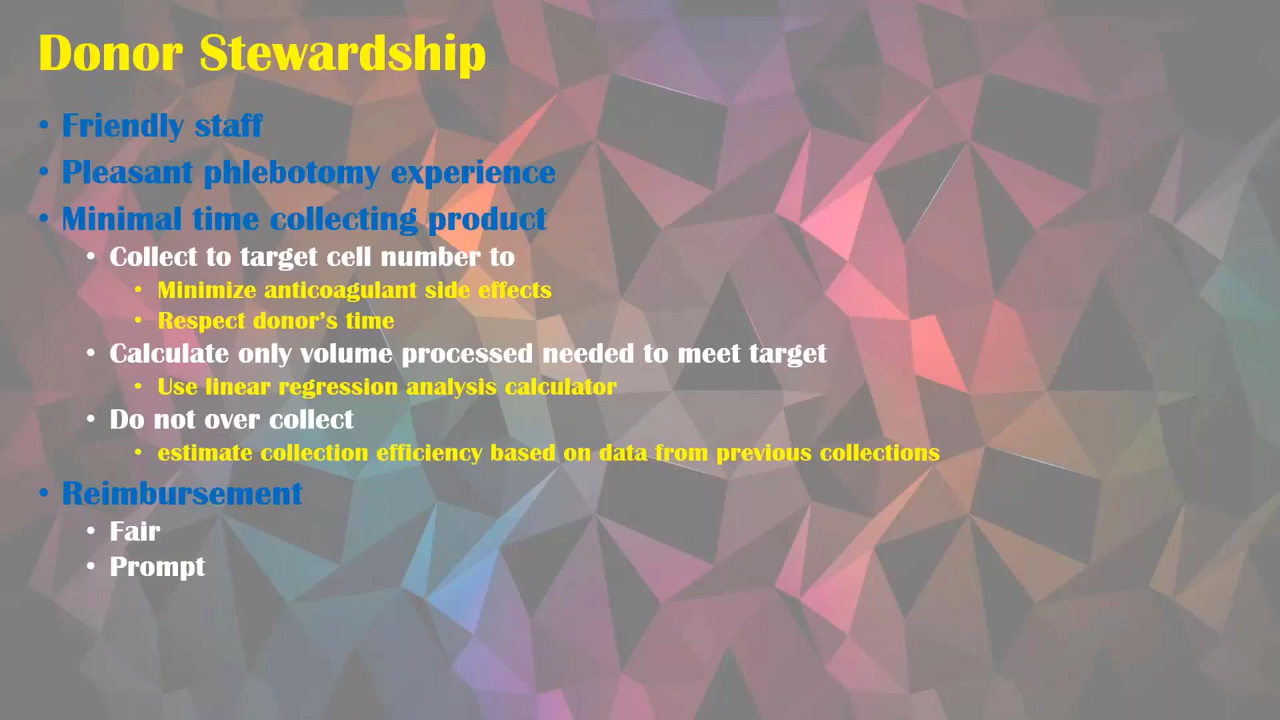 Donor Stewardship
• Friendly staff
• Pleasant phlebotomy experience
• Minimal time collecting product
• Collect to target cell number to
• Minimize anticoagulant side effects
• Respect donor’s time
• Calculate only volume processed needed to meet target
• Use linear regression analysis calculator
• Do not over collect
• estimate collection efficiency based on data from previous collections
• Reimbursement
• Fair
• Prompt